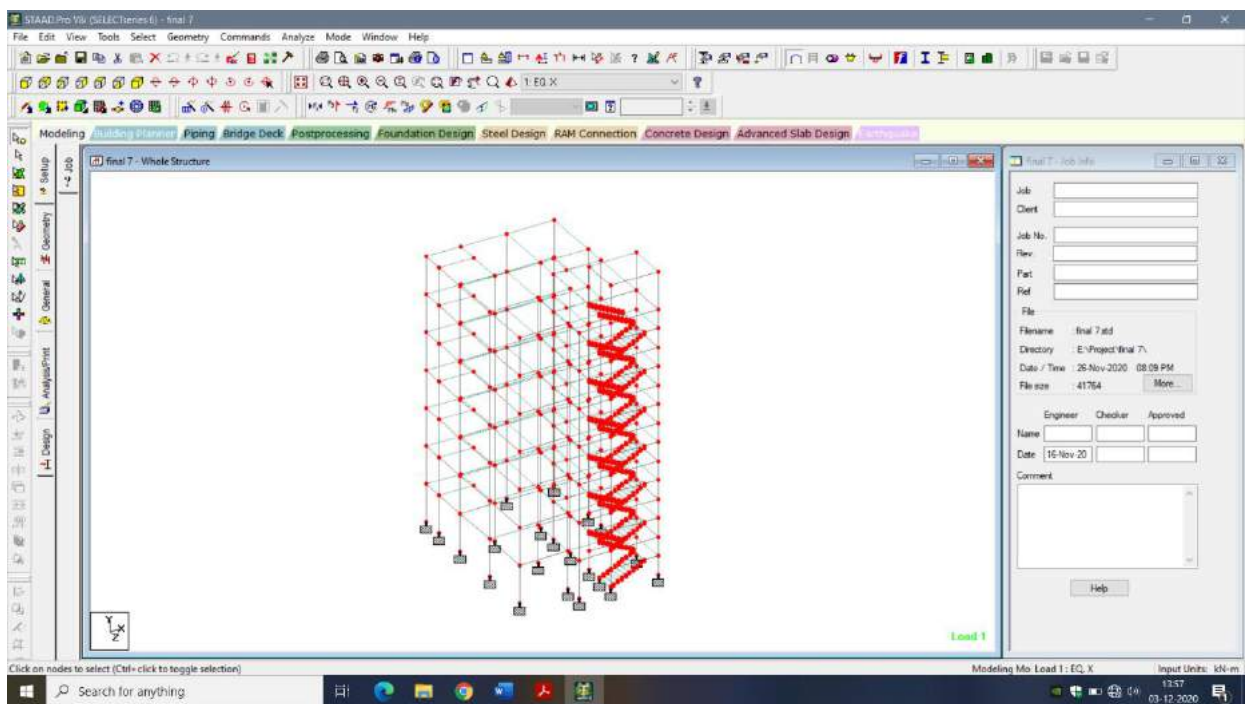 STAAD.Pro V8i (SELECTseries 6) - final 7
File Edit View Tools Select Geometry Commands Analyze Mode Window Help
1: EQ X
Modeling Building Planner Piping Bridge Deck Postprocessing Foundation Design Steel Design RAM Connection Concrete Design Advanced Slab Design Earthquake
Setup
Geometry
General
Analysis/Print
Design
Job
final 7 - Whole Structure
Y
X
Z
Load 1
final 7 - Job Info
Job
Client
Job No.
Rev
Part
Ref
File
Filename : final 7.std
Directory : E:\Project\final 7\
Date / Time : 26-Nov-2020 08:09 PM
File size : 41764 More...
Engineer Checker Approved
Name
Date 16-Nov-20
Comment
Help
Click on nodes to select (Ctrl+click to toggle selection)
Modeling Mo Load 1 : EQ. X Input Units: kN-m
Search for anything
13:57
03-12-2020